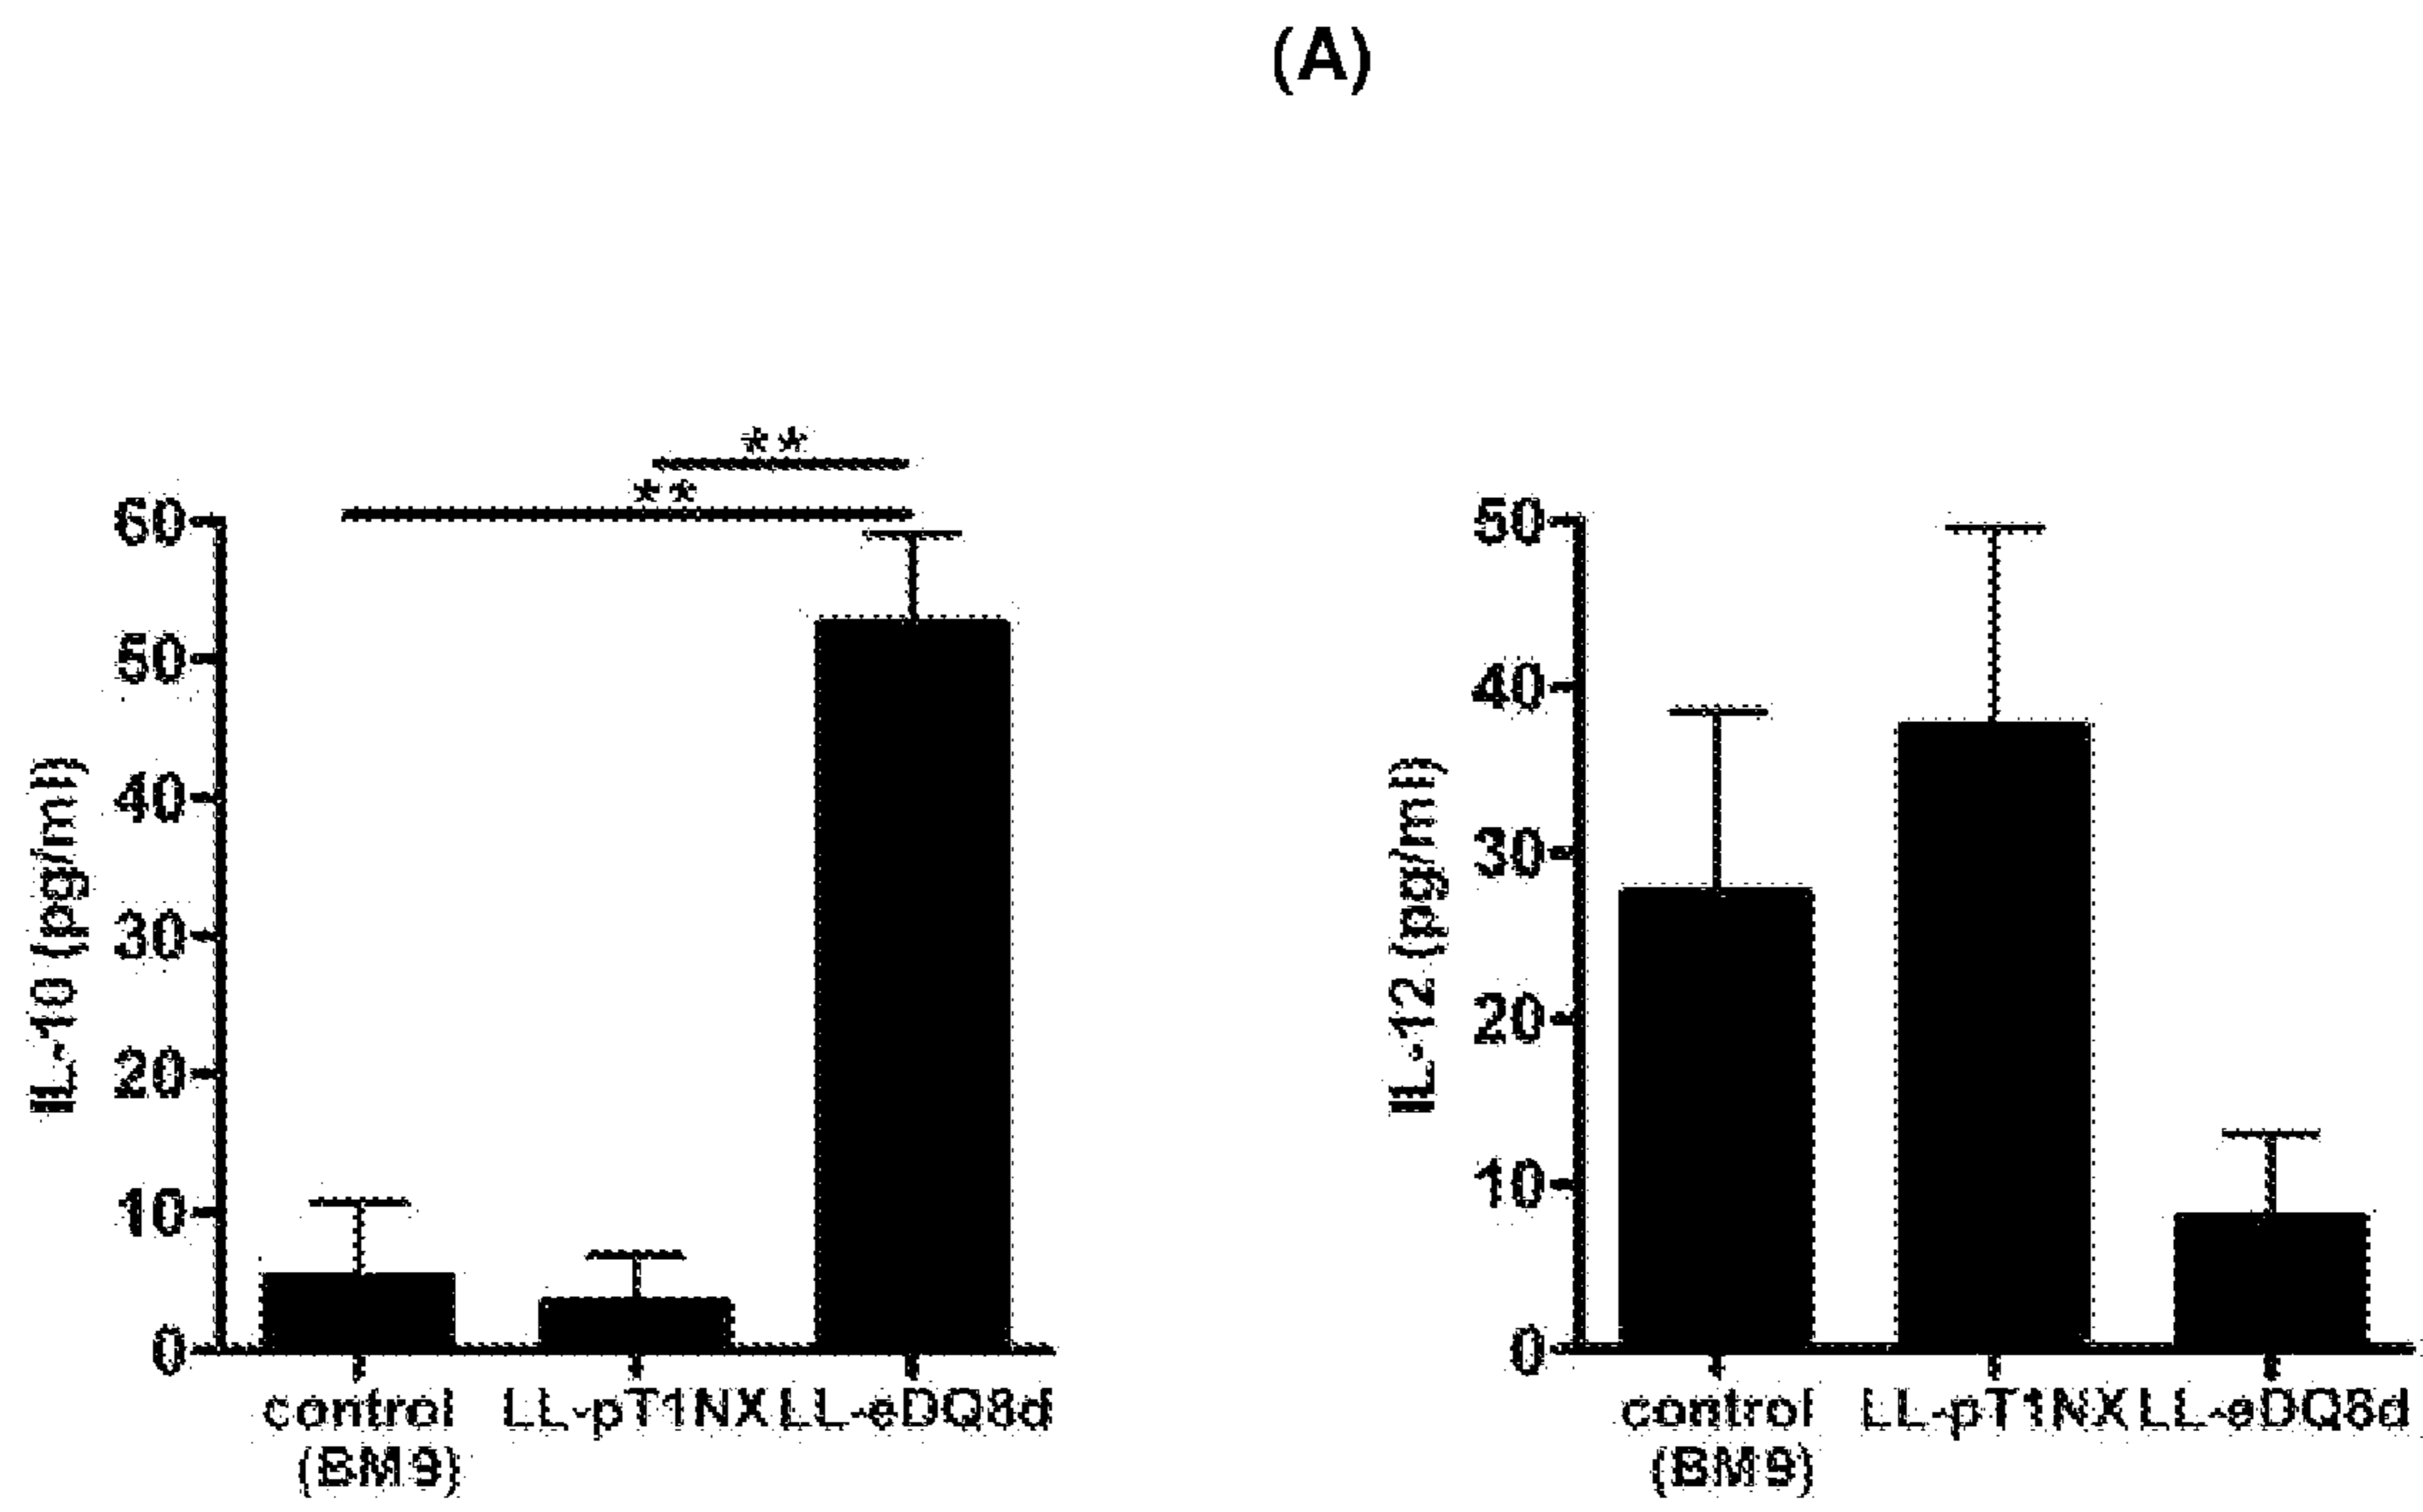 (A)
**
**
IL-10 (pg/ml)
60
50
40
30
20
10
0
control (BM9)
LL-pT1NX
LL-eDQ8d
IL-12 (pg/ml)
50
40
30
20
10
0
control (BM9)
LL-pT1NX
LL-eDQ8d